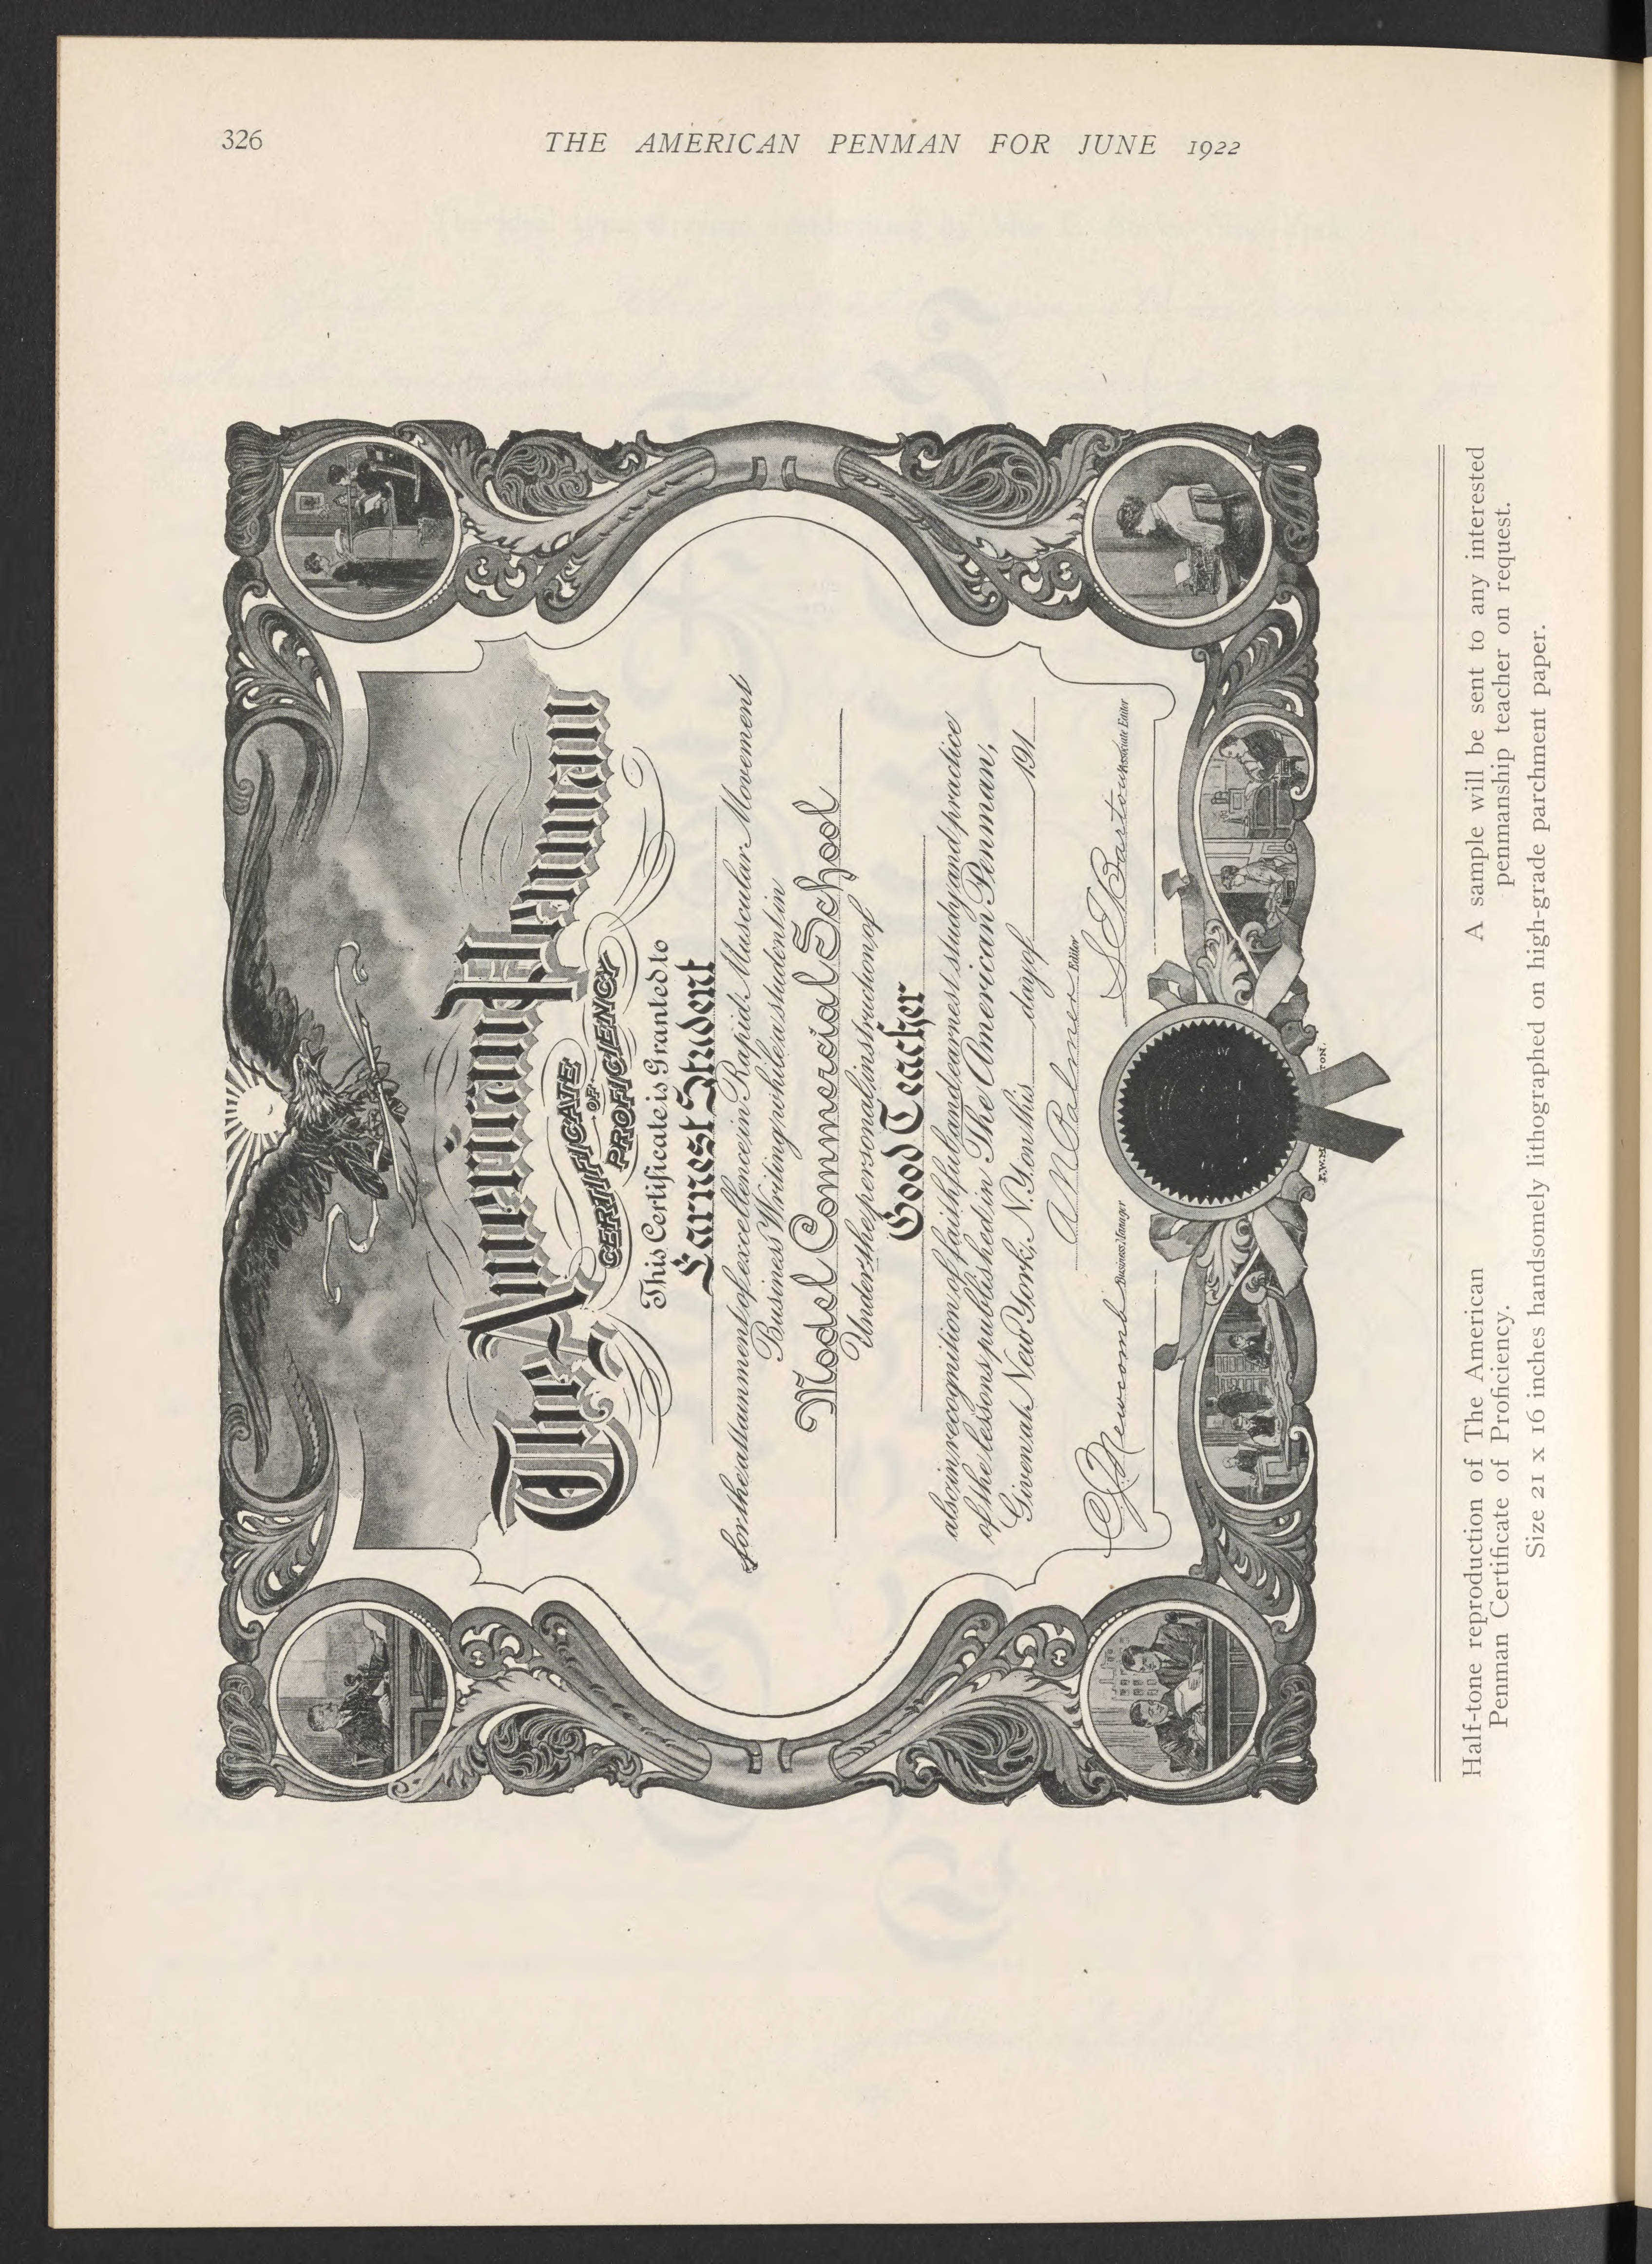 326
THE AMERICAN PENMAN FOR JUNE 1922
The American Penman
CERTIFICATE
OF
PROFICIENCY
This Certificate is Granted to
Earnest Student
for the attainment of excellence in Rapid Muscular Movement
Business Writing while a student in
Model Commercial School
Under the personal instruction of
Good Teacher
also in recognition of faithful and earnest study and practice
of the lessons published in The American Penman,
Given at New York, N.Y. on this day of 191
A N Palmer Editor
C J Newcomb Business Manager
S E Bartow Associate Editor
Half-tone reproduction of The American
Penman Certificate of Proficiency.
A sample will be sent to any interested
penmanship teacher on request.
Size 21 x 16 inches handsomely lithographed on high-grade parchment paper.